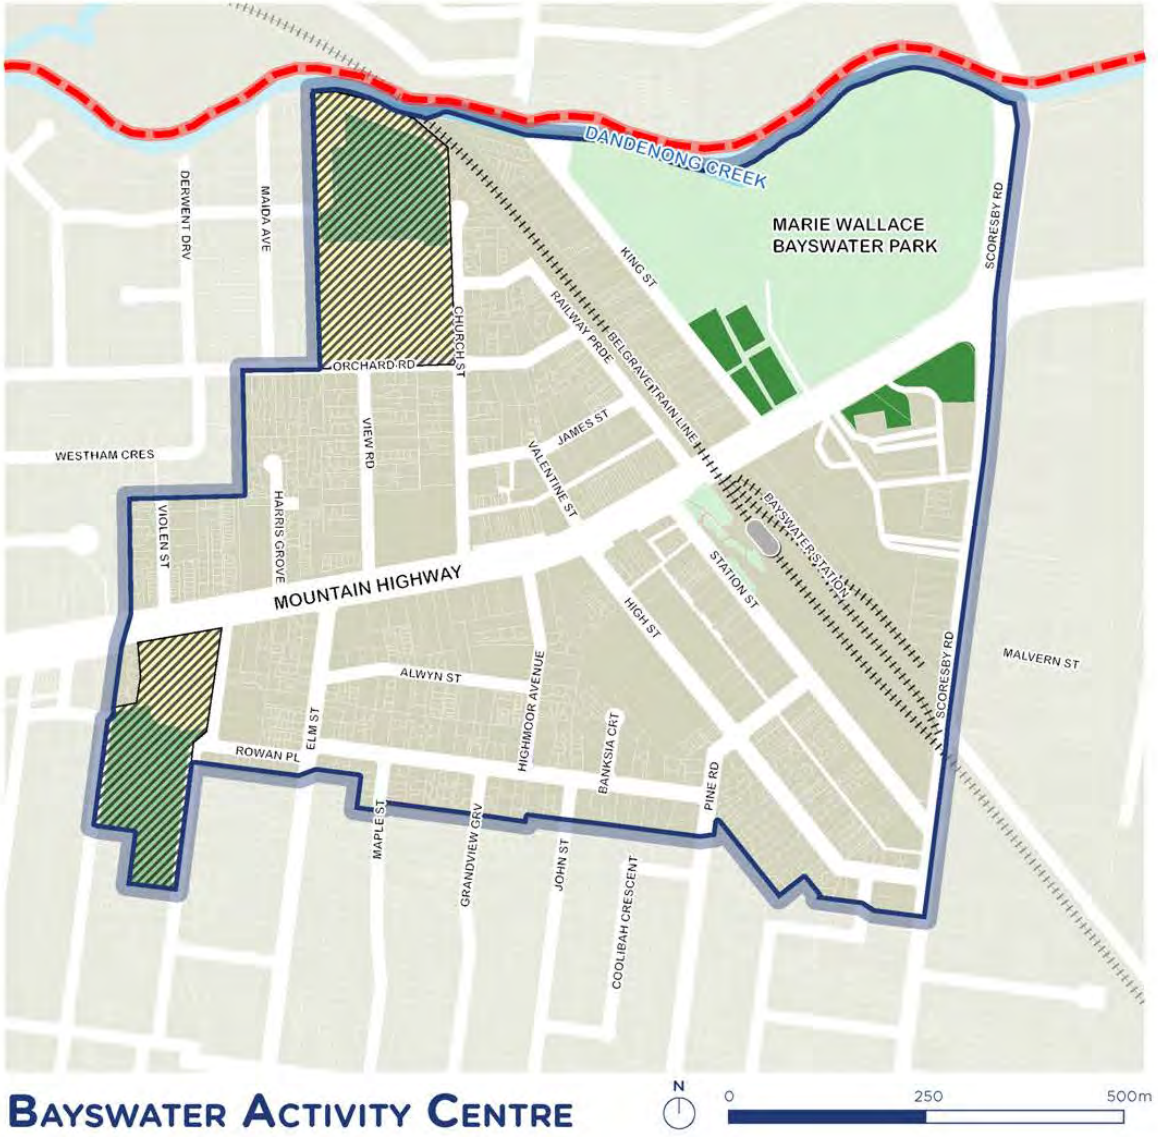 DANDENONG CREEK
MARIE WALLACE
BAYSWATER PARK
DERWENT DRV
MAIDA AVE
SCORESBY RD
KING ST
RAILWAY PRDE
BELGRAVE TRAIN LINE
CHURCH ST
ORCHARD RD
VIEW RD
JAMES ST
VALENTINE ST
WESTHAM CRES
VIOLEN ST
HARRIS GROVE
MOUNTAIN HIGHWAY
BAYSWATER STATION
STATION ST
HIGH ST
SCORESBY RD
MALVERN ST
ALWYN ST
HIGHMOOR AVENUE
ELM ST
ROWAN PL
BANKSIA CRT
PINE RD
MAPLE ST
GRANDVIEW GRV
JOHN ST
COOLIBAH CRESCENT
BAYSWATER ACTIVITY CENTRE
N
0 250 500m